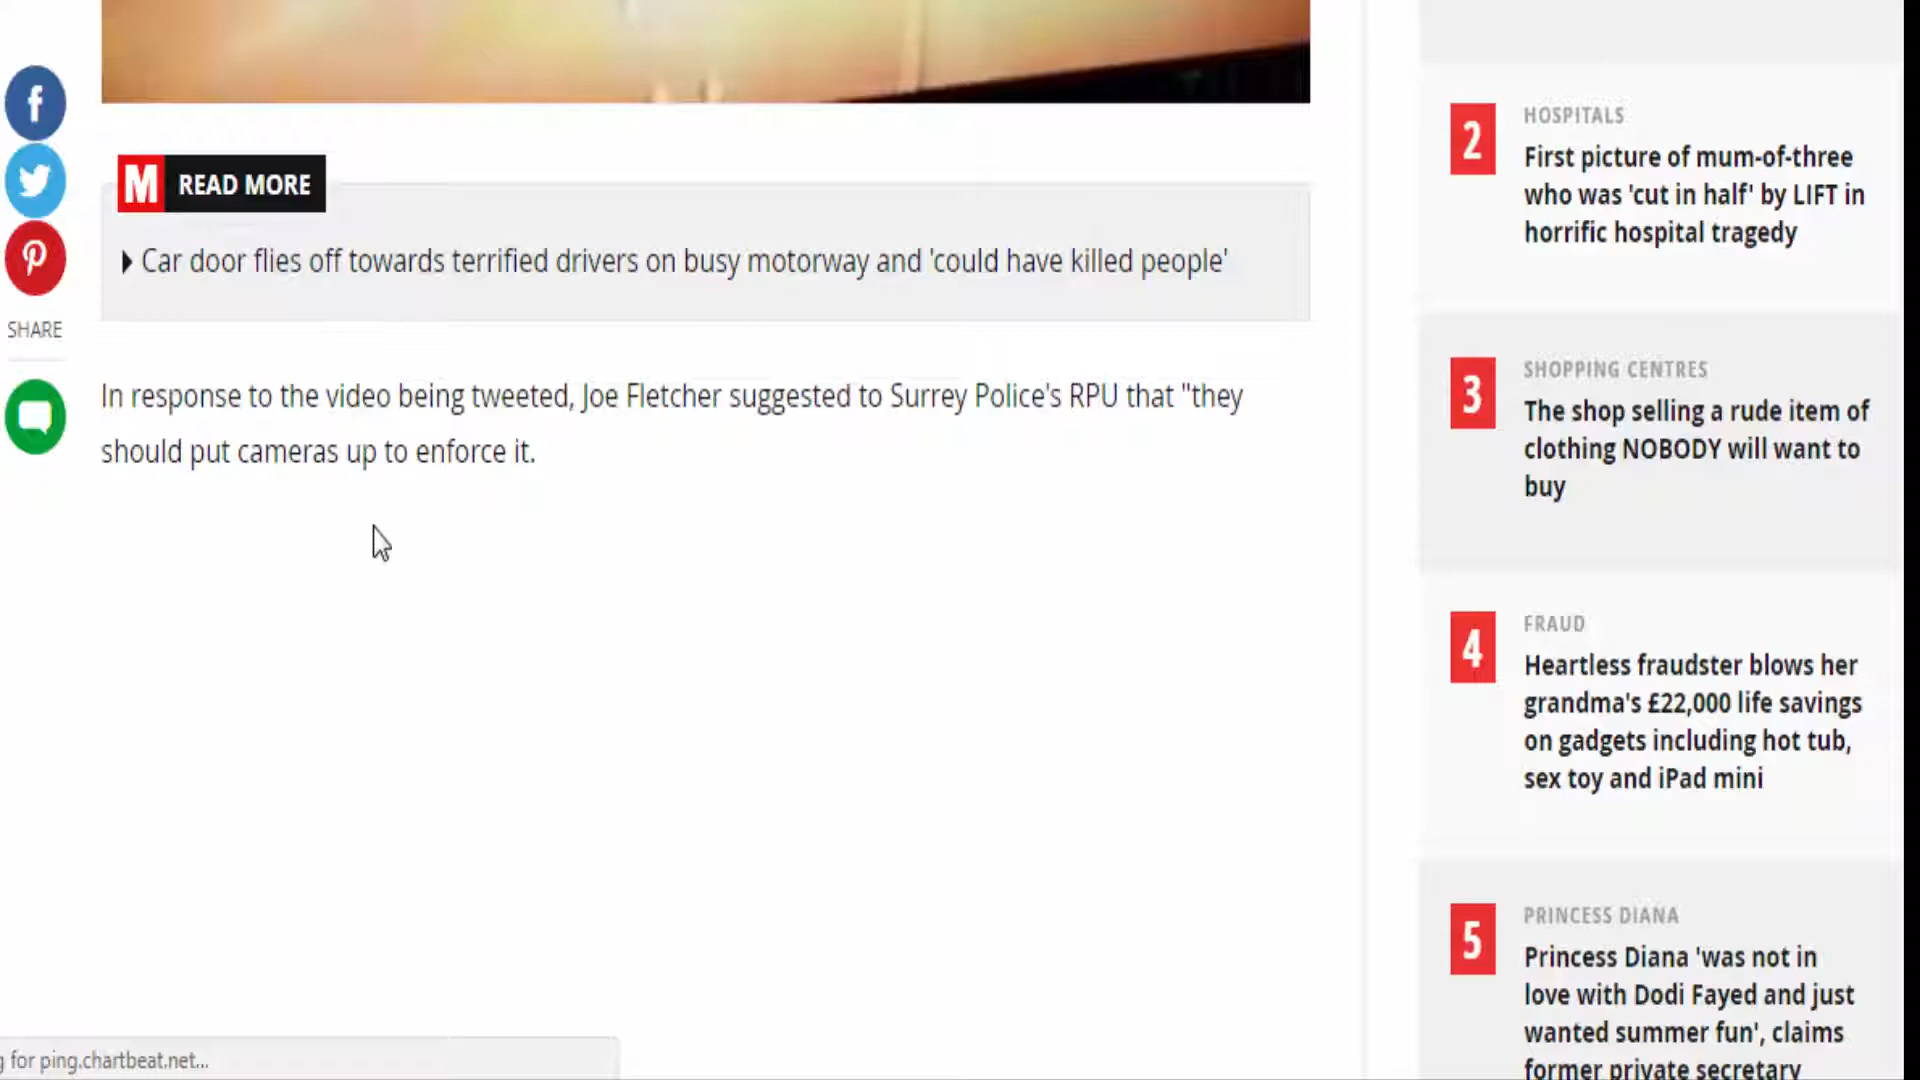 f
M READ MORE
Car door flies off towards terrified drivers on busy motorway and 'could have killed people'
SHARE
In response to the video being tweeted, Joe Fletcher suggested to Surrey Police's RPU that "they
should put cameras up to enforce it.
2
HOSPITALS
First picture of mum-of-three
who was 'cut in half' by LIFT in
horrific hospital tragedy
3
SHOPPING CENTRES
The shop selling a rude item of
clothing NOBODY will want to
buy
4
FRAUD
Heartless fraudster blows her
grandma's £22,000 life savings
on gadgets including hot tub,
sex toy and iPad mini
5
PRINCESS DIANA
Princess Diana 'was not in
love with Dodi Fayed and just
wanted summer fun', claims
former private secretary
g for ping.chartbeat.net...